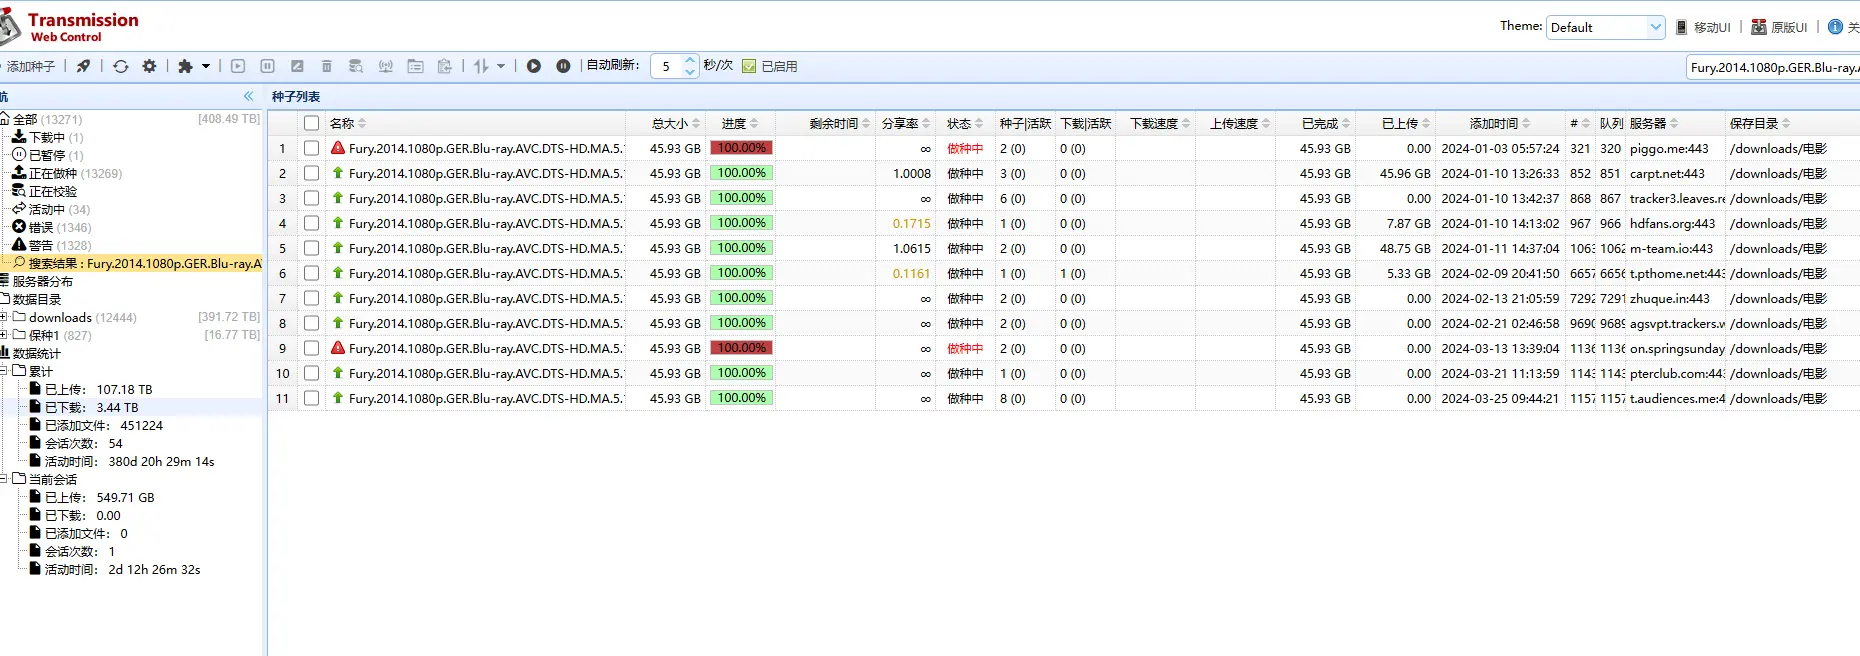 Transmission
Web Control
Theme: Default 移动UI | 原版UI | 关
添加种子 自动刷新: 5 秒/次 已启用 Fury.2014.1080p.GER.Blu-ray.
航 种子列表
全部 (13271) [408.49 TB]
下载中 (1)
已暂停 (1)
正在做种 (13269)
正在校验
活动中 (34)
错误 (1346)
警告 (1328)
搜索结果 : Fury.2014.1080p.GER.Blu-ray.
服务器分布
数据目录
downloads (12444) [391.72 TB]
保种1 (827) [16.77 TB]
数据统计
累计
已上传: 107.18 TB
已下载: 3.44 TB
已添加文件: 451224
会话次数: 54
活动时间: 380d 20h 29m 14s
当前会话
已上传: 549.71 GB
已下载: 0.00
已添加文件: 0
会话次数: 1
活动时间: 2d 12h 26m 32s
名称 总大小 进度 剩余时间 分享率 状态 种子|活跃 下载|活跃 下载速度 上传速度 已完成 已上传 添加时间 # 队列 服务器 保存目录
1 Fury.2014.1080p.GER.Blu-ray.AVC.DTS-HD.MA.5. 45.93 GB 100.00% ∞ 做种中 2 (0) 0 (0) 45.93 GB 0.00 2024-01-03 05:57:24 321 320 piggo.me:443 /downloads/电影
2 Fury.2014.1080p.GER.Blu-ray.AVC.DTS-HD.MA.5. 45.93 GB 100.00% 1.0008 做种中 3 (0) 0 (0) 45.93 GB 45.96 GB 2024-01-10 13:26:33 852 851 carpt.net:443 /downloads/电影
3 Fury.2014.1080p.GER.Blu-ray.AVC.DTS-HD.MA.5. 45.93 GB 100.00% ∞ 做种中 6 (0) 0 (0) 45.93 GB 0.00 2024-01-10 13:42:37 868 867 tracker3.leaves.re /downloads/电影
4 Fury.2014.1080p.GER.Blu-ray.AVC.DTS-HD.MA.5. 45.93 GB 100.00% 0.1715 做种中 1 (0) 0 (0) 45.93 GB 7.87 GB 2024-01-10 14:13:02 967 966 hdfans.org:443 /downloads/电影
5 Fury.2014.1080p.GER.Blu-ray.AVC.DTS-HD.MA.5. 45.93 GB 100.00% 1.0615 做种中 2 (0) 0 (0) 45.93 GB 48.75 GB 2024-01-11 14:37:04 1063 1062 m-team.io:443 /downloads/电影
6 Fury.2014.1080p.GER.Blu-ray.AVC.DTS-HD.MA.5. 45.93 GB 100.00% 0.1161 做种中 1 (0) 1 (0) 45.93 GB 5.33 GB 2024-02-09 20:41:50 6657 6656 t.pthome.net:443 /downloads/电影
7 Fury.2014.1080p.GER.Blu-ray.AVC.DTS-HD.MA.5. 45.93 GB 100.00% ∞ 做种中 2 (0) 0 (0) 45.93 GB 0.00 2024-02-13 21:05:59 7292 7291 zhuque.in:443 /downloads/电影
8 Fury.2014.1080p.GER.Blu-ray.AVC.DTS-HD.MA.5. 45.93 GB 100.00% ∞ 做种中 2 (0) 0 (0) 45.93 GB 0.00 2024-02-21 02:46:58 9690 9689 agsvpt.trackers.w /downloads/电影
9 Fury.2014.1080p.GER.Blu-ray.AVC.DTS-HD.MA.5. 45.93 GB 100.00% ∞ 做种中 2 (0) 0 (0) 45.93 GB 0.00 2024-03-13 13:39:04 1136 1136 on.springsunday /downloads/电影
10 Fury.2014.1080p.GER.Blu-ray.AVC.DTS-HD.MA.5. 45.93 GB 100.00% ∞ 做种中 1 (0) 0 (0) 45.93 GB 0.00 2024-03-21 11:13:59 1143 1143 pterclub.com:443 /downloads/电影
11 Fury.2014.1080p.GER.Blu-ray.AVC.DTS-HD.MA.5. 45.93 GB 100.00% ∞ 做种中 8 (0) 0 (0) 45.93 GB 0.00 2024-03-25 09:44:21 1157 1157 t.audiences.me:4 /downloads/电影